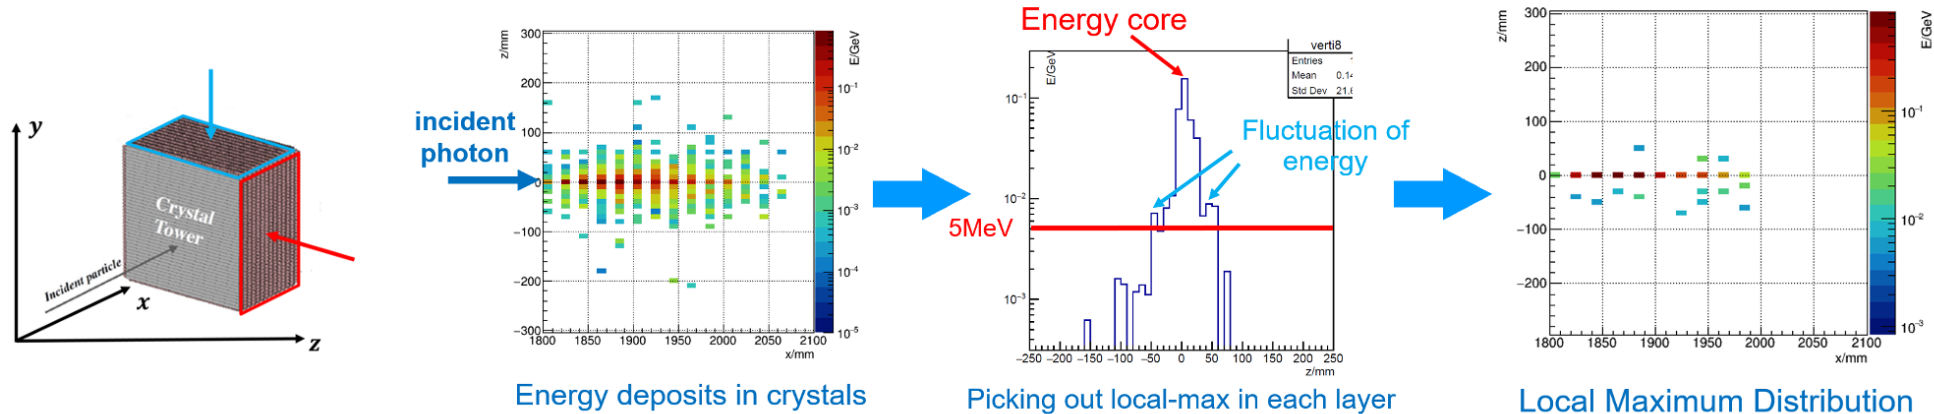 y
z
x
Crystal
Tower
Incident particle
incident
photon
z/mm
300
200
100
0
−100
−200
−300
1800 1850 1900 1950 2000 2050 2100
x/mm
E/GeV
10⁻¹
10⁻²
10⁻³
10⁻⁴
10⁻⁵
Energy deposits in crystals
Energy core
E/GeV
verti8
Entries
Mean 0.14
Std Dev 21.6
10⁻¹
10⁻²
10⁻³
Fluctuation of
energy
5MeV
−250 −200 −150 −100 −50 0 50 100 150 200 250
z/mm
Picking out local-max in each layer
z/mm
300
200
100
0
−100
−200
1800 1850 1900 1950 2000 2050 2100
x/mm
E/GeV
10⁻¹
10⁻²
10⁻³
Local Maximum Distribution